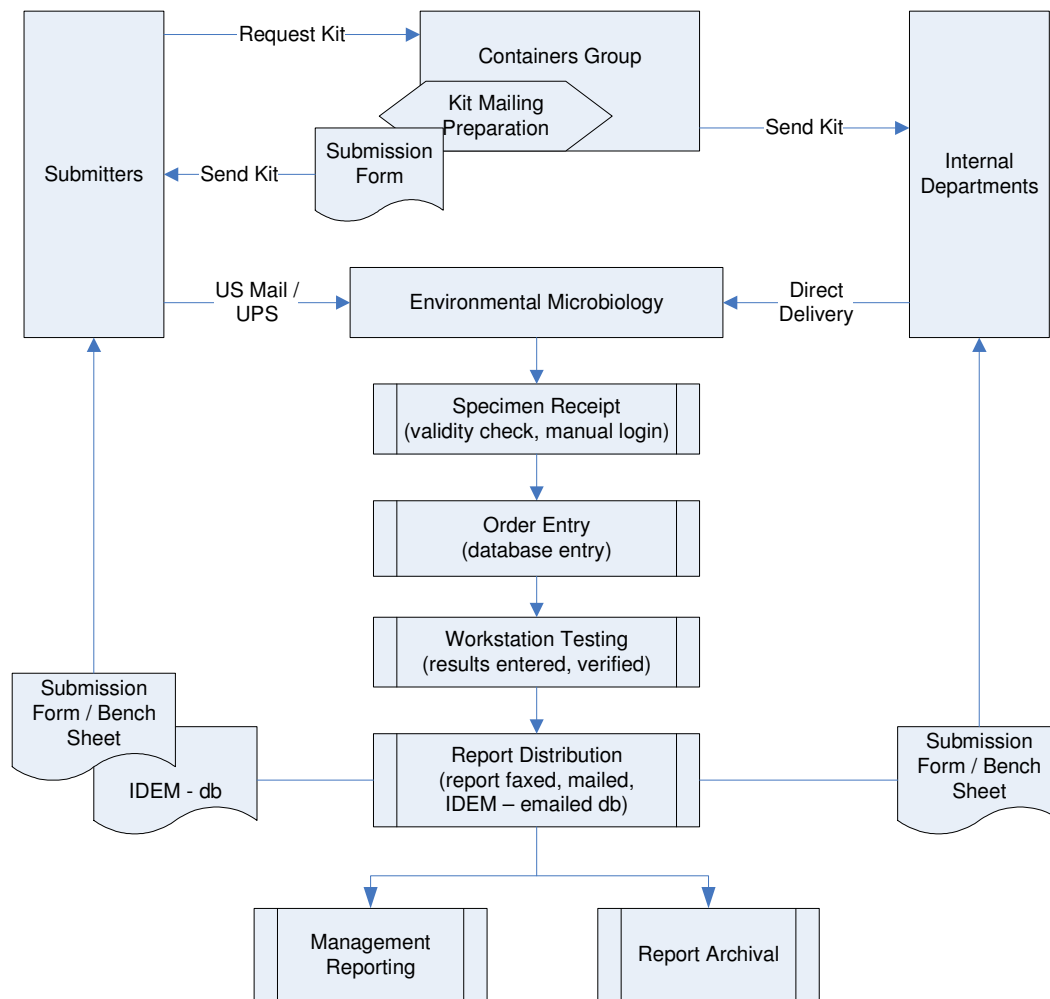 Request Kit
Containers Group
Kit Mailing
Preparation
Submission
Form
Send Kit
Submitters
Send Kit
Internal
Departments
US Mail /
UPS
Environmental Microbiology
Direct
Delivery
Specimen Receipt
(validity check, manual login)
Order Entry
(database entry)
Workstation Testing
(results entered, verified)
Submission
Form / Bench
Sheet
IDEM - db
Report Distribution
(report faxed, mailed,
IDEM – emailed db)
Submission
Form / Bench
Sheet
Management
Reporting
Report Archival